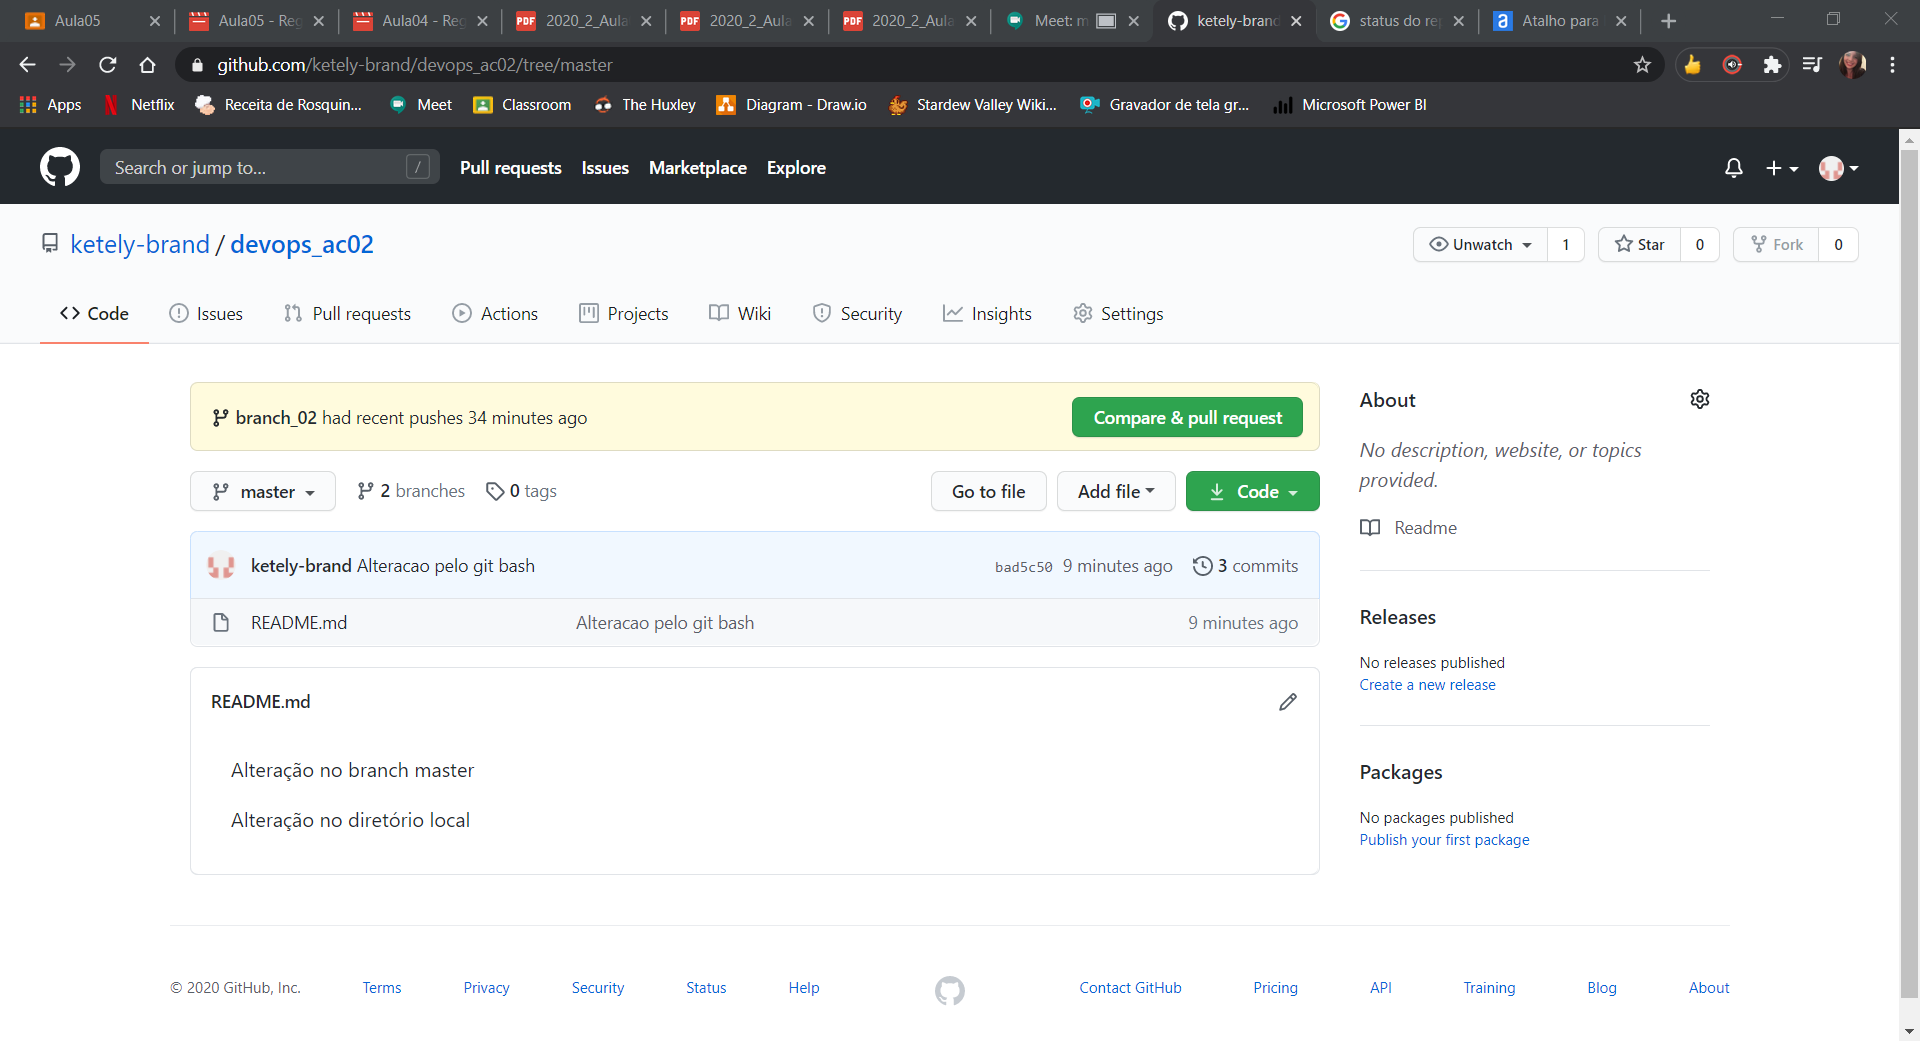 Aula05
Aula05 - Reg
Aula04 - Reg
PDF 2020_2_Aula
PDF 2020_2_Aula
PDF 2020_2_Aula
Meet: m
ketely-brand
status do rep
a Atalho para
github.com/ketely-brand/devops_ac02/tree/master
Apps
Netflix
Receita de Rosquin...
Meet
Classroom
The Huxley
Diagram - Draw.io
Stardew Valley Wiki...
Gravador de tela gr...
Microsoft Power BI
Search or jump to... /
Pull requests
Issues
Marketplace
Explore
ketely-brand / devops_ac02
Unwatch 1
Star 0
Fork 0
Code
Issues
Pull requests
Actions
Projects
Wiki
Security
Insights
Settings
branch_02 had recent pushes 34 minutes ago
Compare & pull request
master
2 branches
0 tags
Go to file
Add file
Code
ketely-brand Alteracao pelo git bash
bad5c50 9 minutes ago
3 commits
README.md
Alteracao pelo git bash
9 minutes ago
README.md
Alteração no branch master
Alteração no diretório local
About
No description, website, or topics
provided.
Readme
Releases
No releases published
Create a new release
Packages
No packages published
Publish your first package
© 2020 GitHub, Inc.
Terms
Privacy
Security
Status
Help
Contact GitHub
Pricing
API
Training
Blog
About